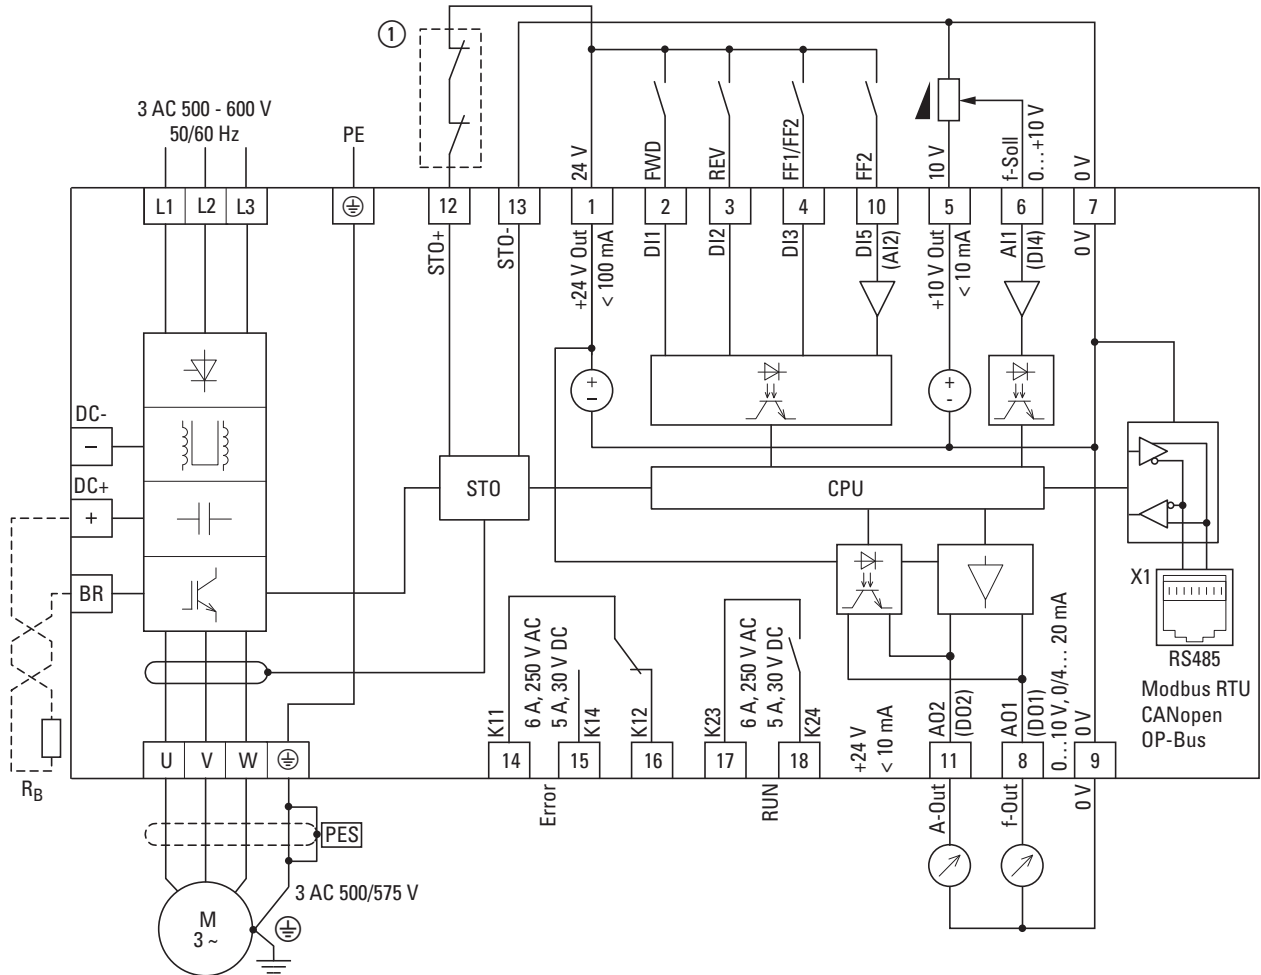 1
3 AC 500 - 600 V
50/60 Hz
PE
24 V
FWD
REV
FF1/FF2
FF2
10 V
f-Soll
0...+10 V
0 V
L1
L2
L3
12
13
1
2
3
4
10
5
6
7
STO+
STO-
+24 V Out
< 100 mA
DI1
DI2
DI3
DI5
(AI2)
+10 V Out
< 10 mA
AI1
(DI4)
0 V
+
−
+
-
DC-
−
DC+
+
BR
STO
CPU
X1
RS485
Modbus RTU
CANopen
OP-Bus
K11
6 A, 250 V AC
5 A, 30 V DC
K14
K12
K23
6 A, 250 V AC
5 A, 30 V DC
K24
+24 V
< 10 mA
AO2
(DO2)
AO1
(DO1)
0...10 V, 0/4... 20 mA
0 V
U
V
W
14
15
16
17
18
11
8
9
RB
Error
RUN
A-Out
f-Out
0 V
PES
3 AC 500/575 V
M
3 ~